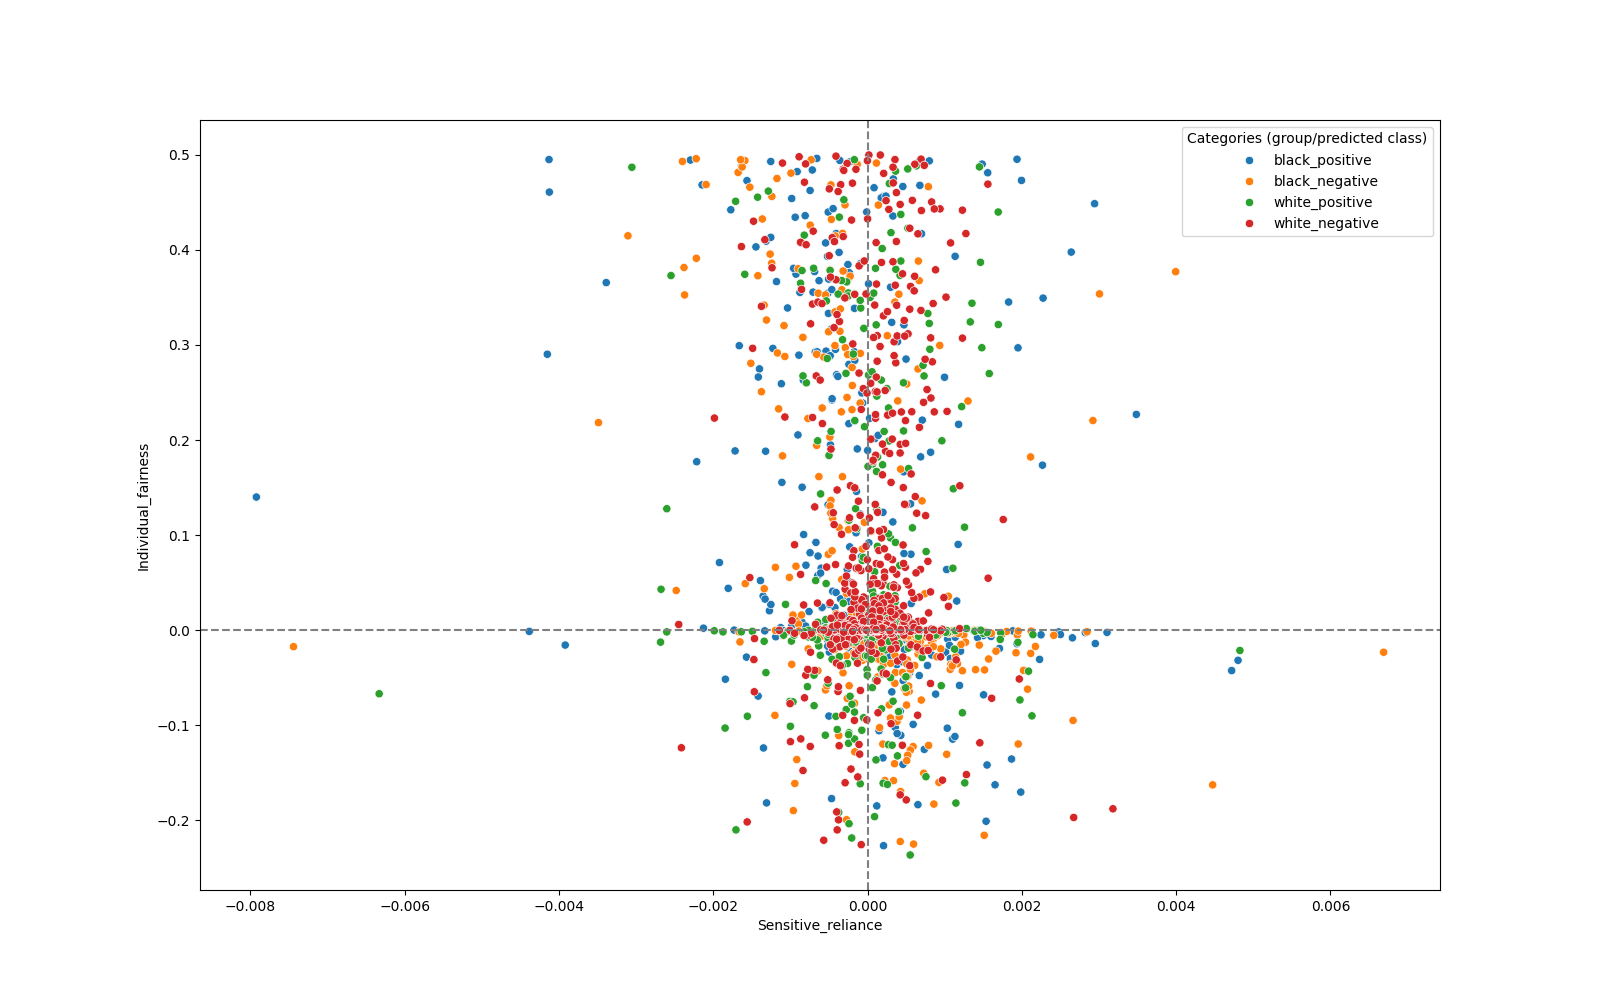 Categories (group/predicted class)
black_positive
black_negative
white_positive
white_negative
Individual_fairness
0.5
0.4
0.3
0.2
0.1
0.0
−0.1
−0.2
−0.008 −0.006 −0.004 −0.002 0.000 0.002 0.004 0.006
Sensitive_reliance